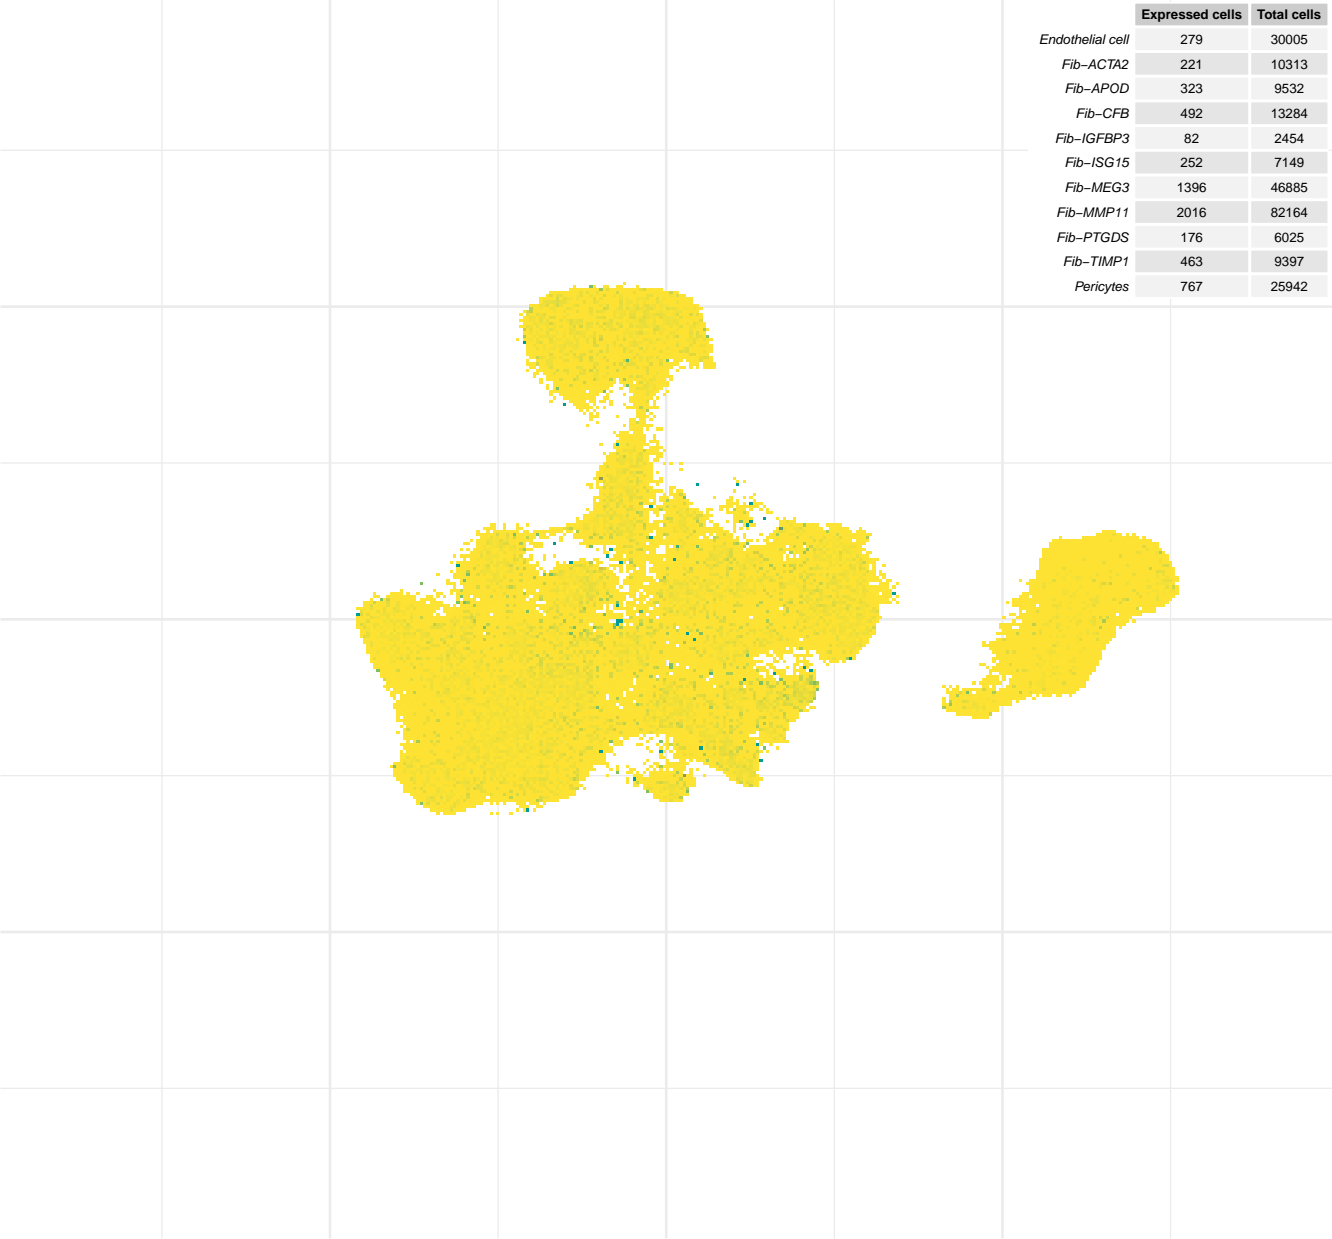 Expressed cells Total cells
Endothelial cell 279 30005
Fib−ACTA2 221 10313
Fib−APOD 323 9532
Fib−CFB 492 13284
Fib−IGFBP3 82 2454
Fib−ISG15 252 7149
Fib−MEG3 1396 46885
Fib−MMP11 2016 82164
Fib−PTGDS 176 6025
Fib−TIMP1 463 9397
Pericytes 767 25942